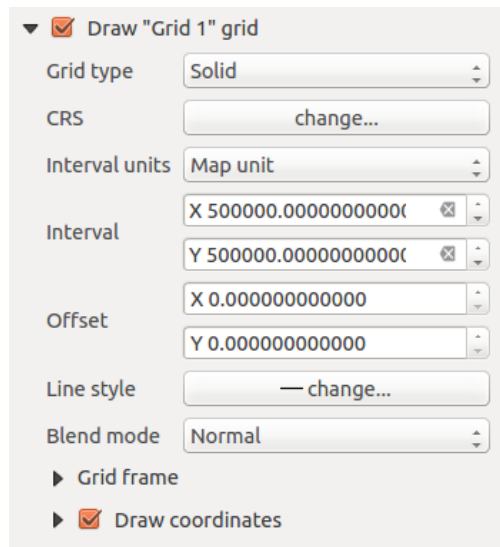 Draw "Grid 1" grid
Grid type Solid
CRS change...
Interval units Map unit
Interval
X 500000.0000000000(
Y 500000.0000000000(
Offset
X 0.000000000000
Y 0.000000000000
Line style change...
Blend mode Normal
Grid frame
Draw coordinates